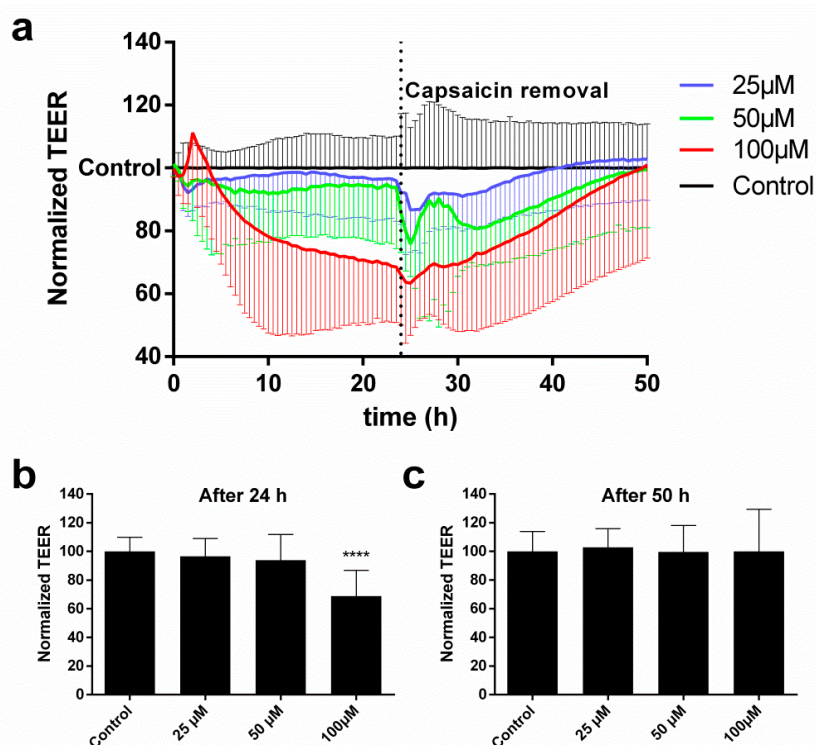 a
140
120
Control
80
60
40
Normalized TEER
Capsaicin removal
0
10
20
30
40
50
time (h)
25µM
50µM
100µM
Control
b
After 24 h
Normalized TEER
140
120
100
80
60
40
20
0
****
Control
25 µM
50 µM
100µM
c
After 50 h
Normalized TEER
140
120
100
80
60
40
20
0
Control
25 µM
50 µM
100µM